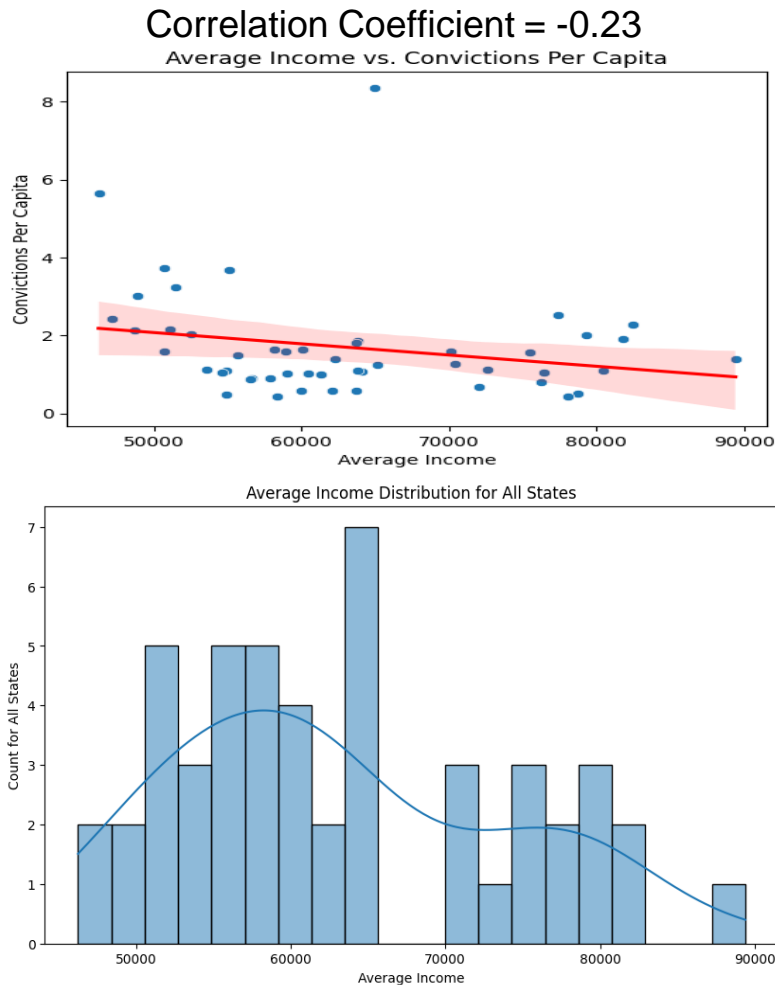 Correlation Coefficient = -0.23
Average Income vs. Convictions Per Capita
8
6
4
2
0
Convictions Per Capita
50000 60000 70000 80000 90000
Average Income
Average Income Distribution for All States
7
6
5
4
3
2
1
0
Count for All States
50000 60000 70000 80000 90000
Average Income